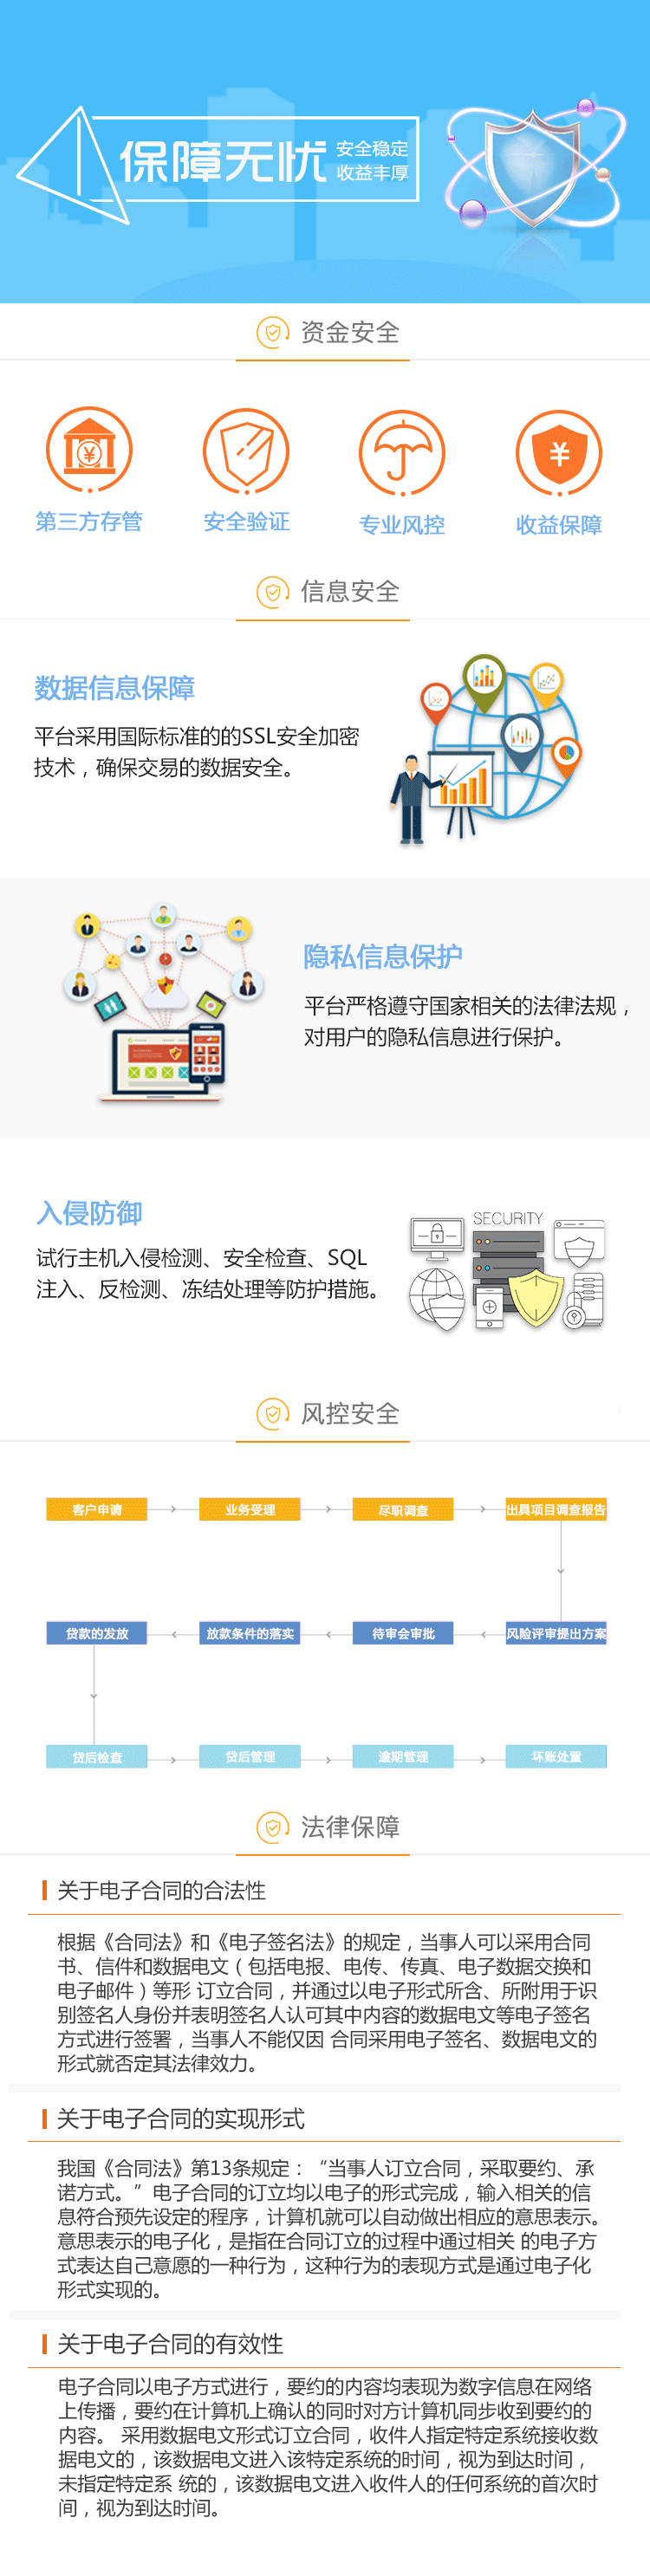 保障无忧
安全稳定
收益丰厚
资金安全
第三方存管
安全验证
专业风控
收益保障
信息安全
数据信息保障
平台采用国际标准的的SSL安全加密
技术，确保交易的数据安全。
隐私信息保护
平台严格遵守国家相关的法律法规，
对用户的隐私信息进行保护。
入侵防御
试行主机入侵检测、安全检查、SQL
注入、反检测、冻结处理等防护措施。
SECURITY
风控安全
客户申请
业务受理
尽职调查
出具项目调查报告
贷款的发放
放款条件的落实
待审会审批
风险评审提出方案
贷后检查
贷后管理
逾期管理
坏账处置
法律保障
关于电子合同的合法性
根据《合同法》和《电子签名法》的规定，当事人可以采用合同
书、信件和数据电文（包括电报、电传、传真、电子数据交换和
电子邮件）等形 订立合同，并通过以电子形式所含、所附用于识
别签名人身份并表明签名人认可其中内容的数据电文等电子签名
方式进行签署，当事人不能仅因 合同采用电子签名、数据电文的
形式就否定其法律效力。
关于电子合同的实现形式
我国《合同法》第13条规定：“当事人订立合同，采取要约、承
诺方式。”电子合同的订立均以电子的形式完成，输入相关的信
息符合预先设定的程序，计算机就可以自动做出相应的意思表示。
意思表示的电子化，是指在合同订立的过程中通过相关 的电子方
式表达自己意愿的一种行为，这种行为的表现方式是通过电子化
形式实现的。
关于电子合同的有效性
电子合同以电子方式进行，要约的内容均表现为数字信息在网络
上传播，要约在计算机上确认的同时对方计算机同步收到要约的
内容。 采用数据电文形式订立合同，收件人指定特定系统接收数
据电文的，该数据电文进入该特定系统的时间，视为到达时间，
未指定特定系 统的，该数据电文进入收件人的任何系统的首次时
间，视为到达时间。